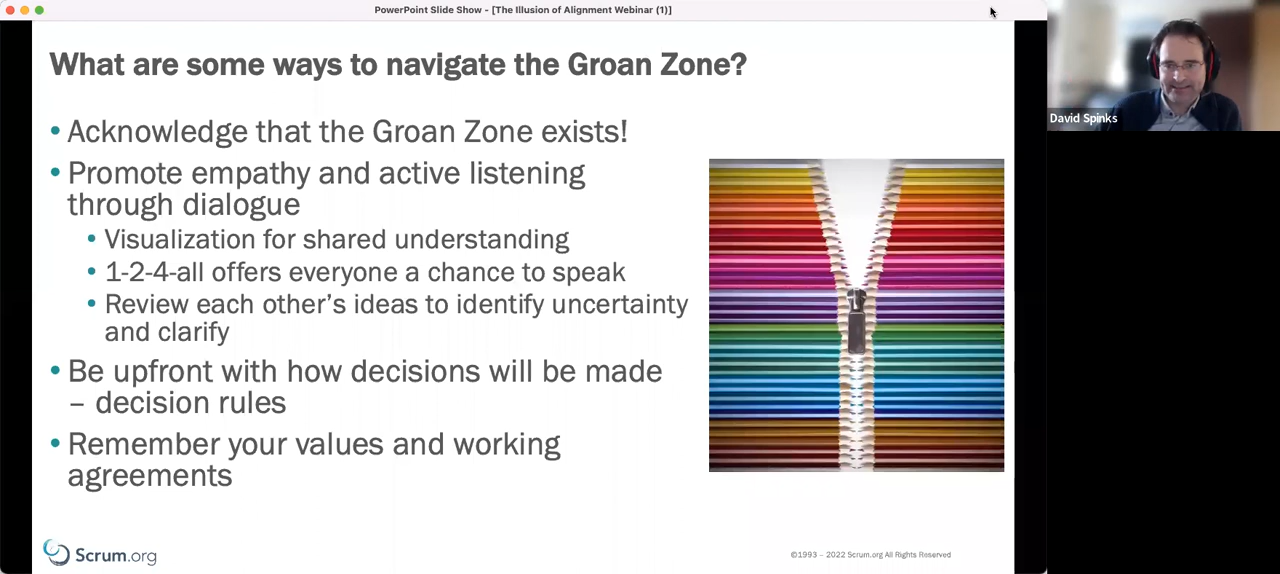 PowerPoint Slide Show - [The Illusion of Alignment Webinar (1)]
What are some ways to navigate the Groan Zone?
• Acknowledge that the Groan Zone exists!
• Promote empathy and active listening
through dialogue
• Visualization for shared understanding
• 1-2-4-all offers everyone a chance to speak
• Review each other's ideas to identify uncertainty
and clarify
• Be upfront with how decisions will be made
– decision rules
• Remember your values and working
agreements
Scrum.org
©1993 – 2022 Scrum.org All Rights Reserved
David Spinks